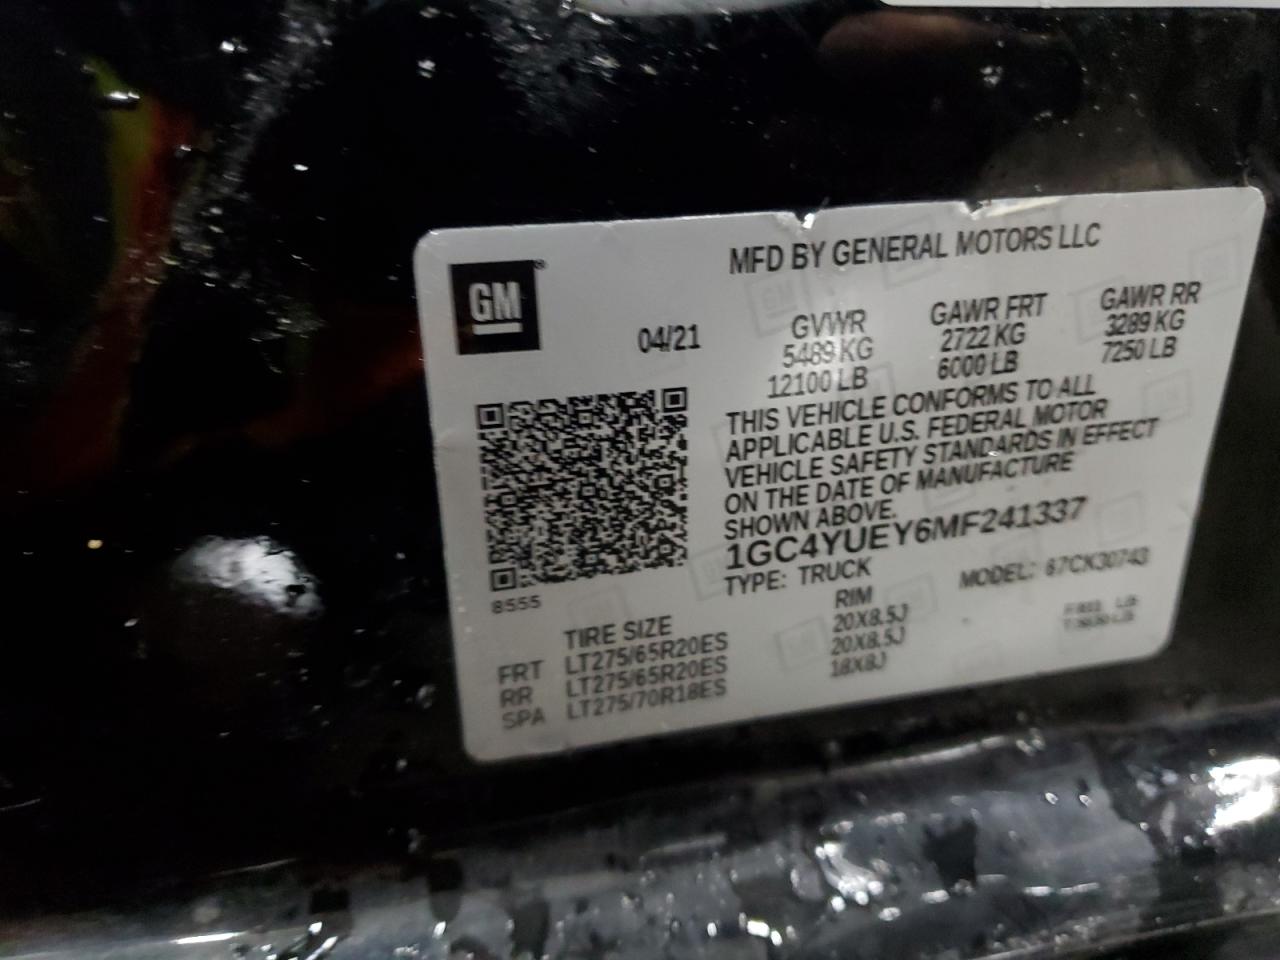 GM
MFD BY GENERAL MOTORS LLC
04/21
GVWR GAWR FRT GAWR RR
5489 KG 2722 KG 3289 KG
12100 LB 6000 LB 7250 LB
THIS VEHICLE CONFORMS TO ALL
APPLICABLE U.S. FEDERAL MOTOR
VEHICLE SAFETY STANDARDS IN EFFECT
ON THE DATE OF MANUFACTURE
SHOWN ABOVE.
1GC4YUEY6MF241337
TYPE: TRUCK MODEL:
8555
TIRE SIZE RIM
FRT LT275/65R20ES 20X8.5J
RR LT275/65R20ES 20X8.5J
SPA LT275/70R18ES 18X8J